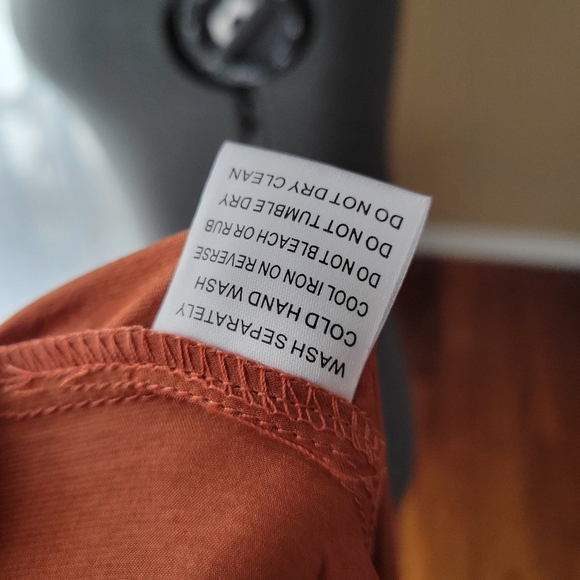 WASH SEPARATELY
COLD HAND WASH
COOL IRON ON REVERSE
DO NOT BLEACH OR RUB
DO NOT TUMBLE DRY
DO NOT DRY CLEAN